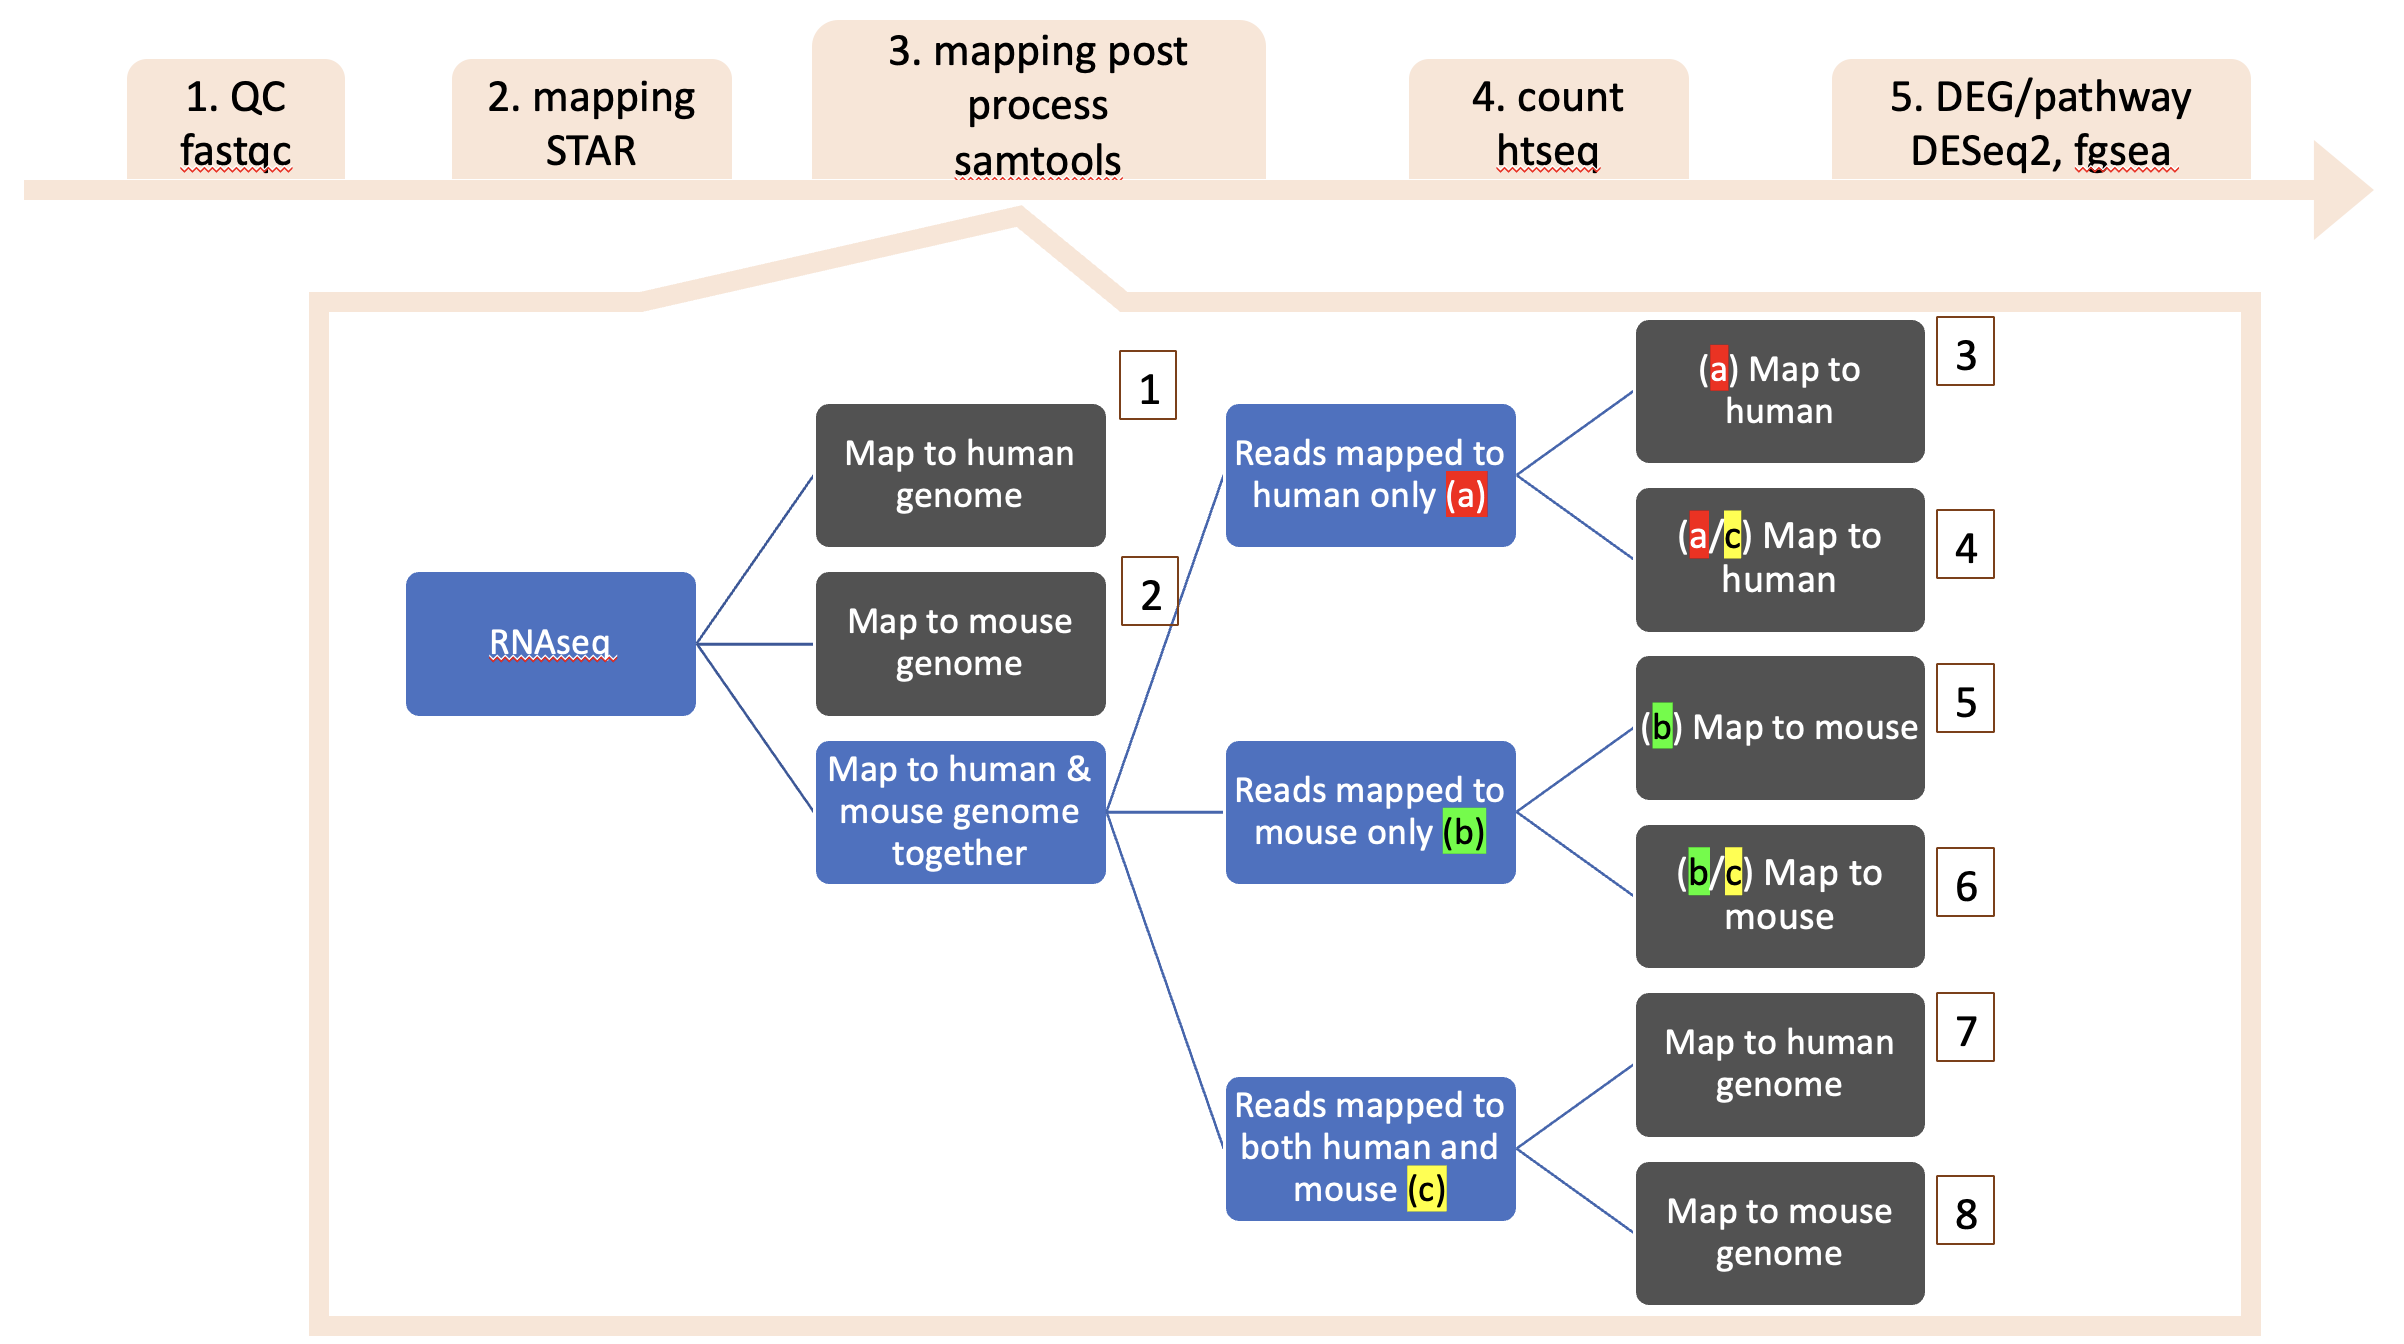 1. QC
fastqc
2. mapping
STAR
3. mapping post
process
samtools
4. count
htseq
5. DEG/pathway
DESeq2, fgsea
RNAseq
1
Map to human
genome
2
Map to mouse
genome
Map to human &
mouse genome
together
Reads mapped to
human only (a)
Reads mapped to
mouse only (b)
Reads mapped to
both human and
mouse (c)
(a) Map to
human
3
(a/c) Map to
human
4
(b) Map to mouse
5
(b/c) Map to
mouse
6
Map to human
genome
7
Map to mouse
genome
8